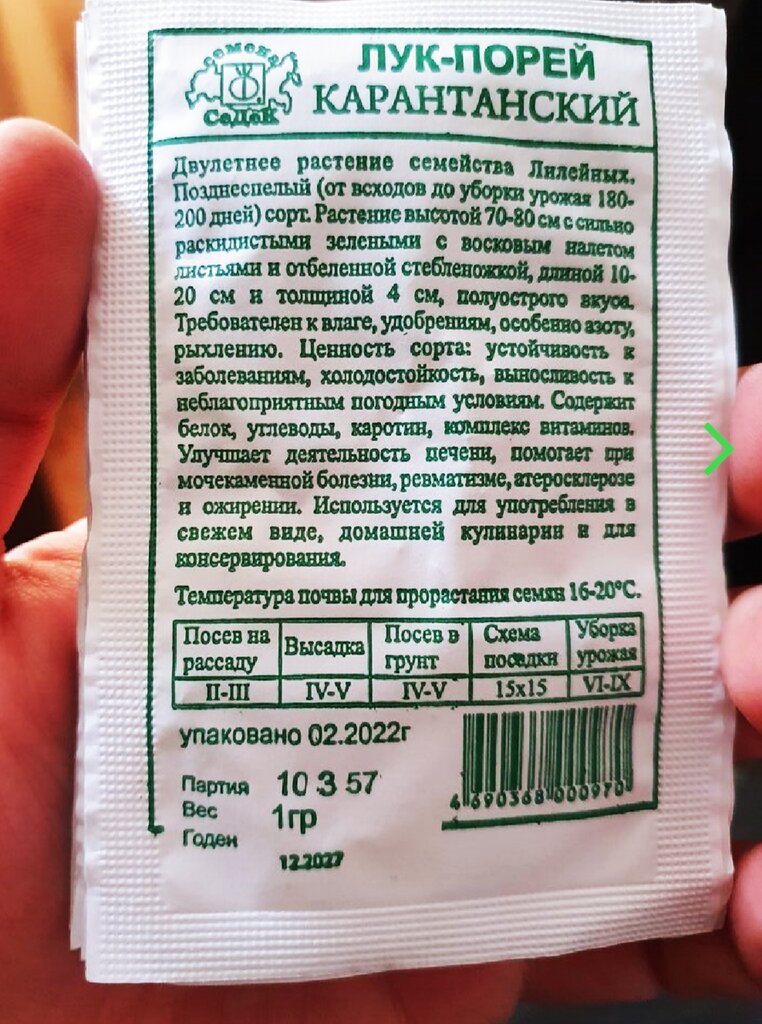 семена
СеДеК
ЛУК-ПОРЕЙ
КАРАНТАНСКИЙ
Двулетнее растение семейства Лилейных.
Позднеспелый (от всходов до уборки урожая 180-
200 дней) сорт. Растение высотой 70-80 см с сильно
раскидистыми зелеными с восковым налетом
листьями и отбеленной стебленожкой, длиной 10-
20 см и толщиной 4 см, полуострого вкуса.
Требователен к влаге, удобрениям, особенно азоту,
рыхлению. Ценность сорта: устойчивость к
заболеваниям, холодостойкость, выносливость к
неблагоприятным погодным условиям. Содержит
белок, углеводы, каротин, комплекс витаминов.
Улучшает деятельность печени, помогает при
мочекаменной болезни, ревматизме, атеросклерозе
и ожирении. Используется для употребления в
свежем виде, домашней кулинарии и для
консервирования.
Температура почвы для прорастания семян 16-20°С.
Посев на рассаду
Высадка
Посев в грунт
Схема посадки
Уборка урожая
II-III
IV-V
IV-V
15x15
VI-IX
упаковано 02.2022г
Партия 10 3 57
Вес 1гр
Годен 12.2027
4 690368 000970